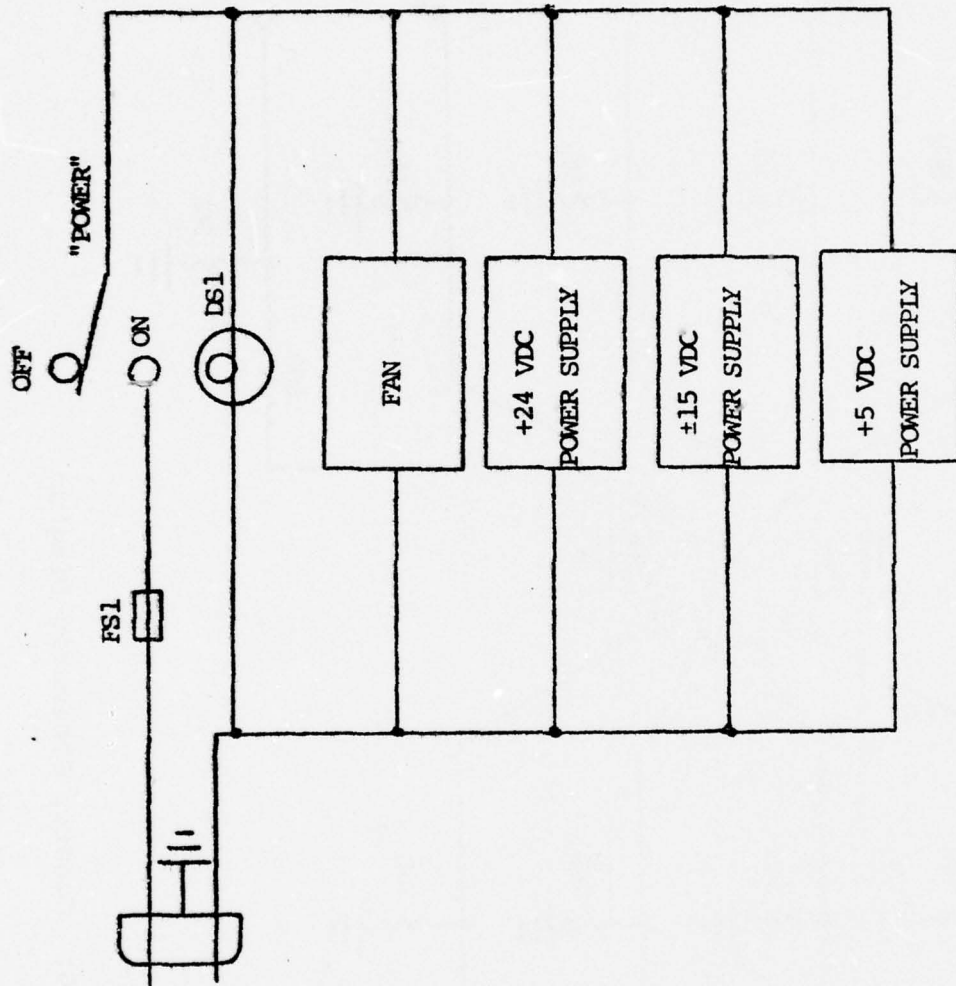 OFF
"POWER"
ON
DS1
FS1
FAN
+24 VDC
POWER SUPPLY
±15 VDC
POWER SUPPLY
+5 VDC
POWER SUPPLY